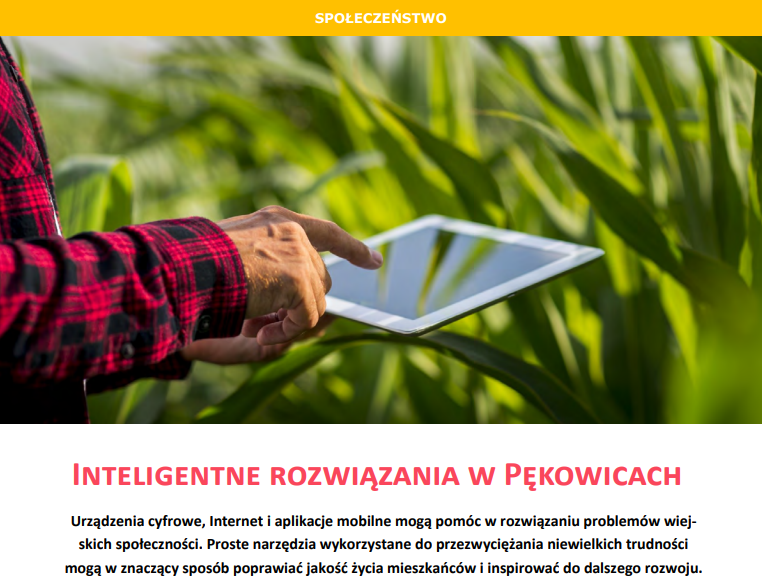 SPOŁECZEŃSTWO
Inteligentne rozwiązania w Pękowicach
Urządzenia cyfrowe, Internet i aplikacje mobilne mogą pomóc w rozwiązaniu problemów wiej-
skich społeczności. Proste narzędzia wykorzystane do przezwyciężania niewielkich trudności
mogą w znaczący sposób poprawiać jakość życia mieszkańców i inspirować do dalszego rozwoju.